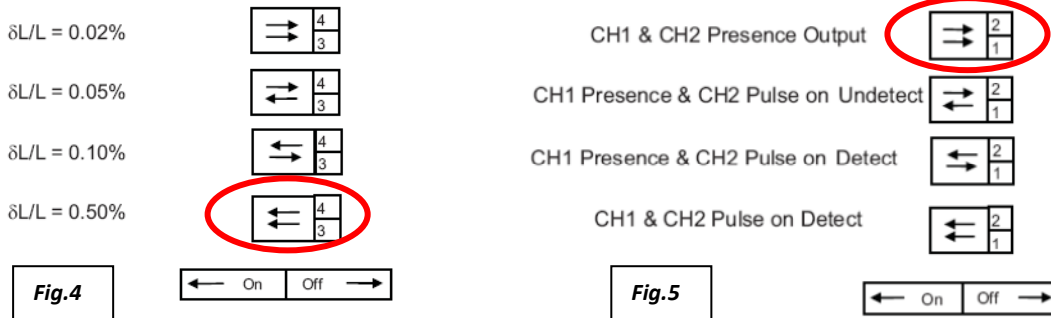 δL/L = 0.02%
4
3
δL/L = 0.05%
4
3
δL/L = 0.10%
4
3
δL/L = 0.50%
4
3
Fig.4
On Off
CH1 & CH2 Presence Output
2
1
CH1 Presence & CH2 Pulse on Undetect
2
1
CH1 Presence & CH2 Pulse on Detect
2
1
CH1 & CH2 Pulse on Detect
2
1
Fig.5
On Off